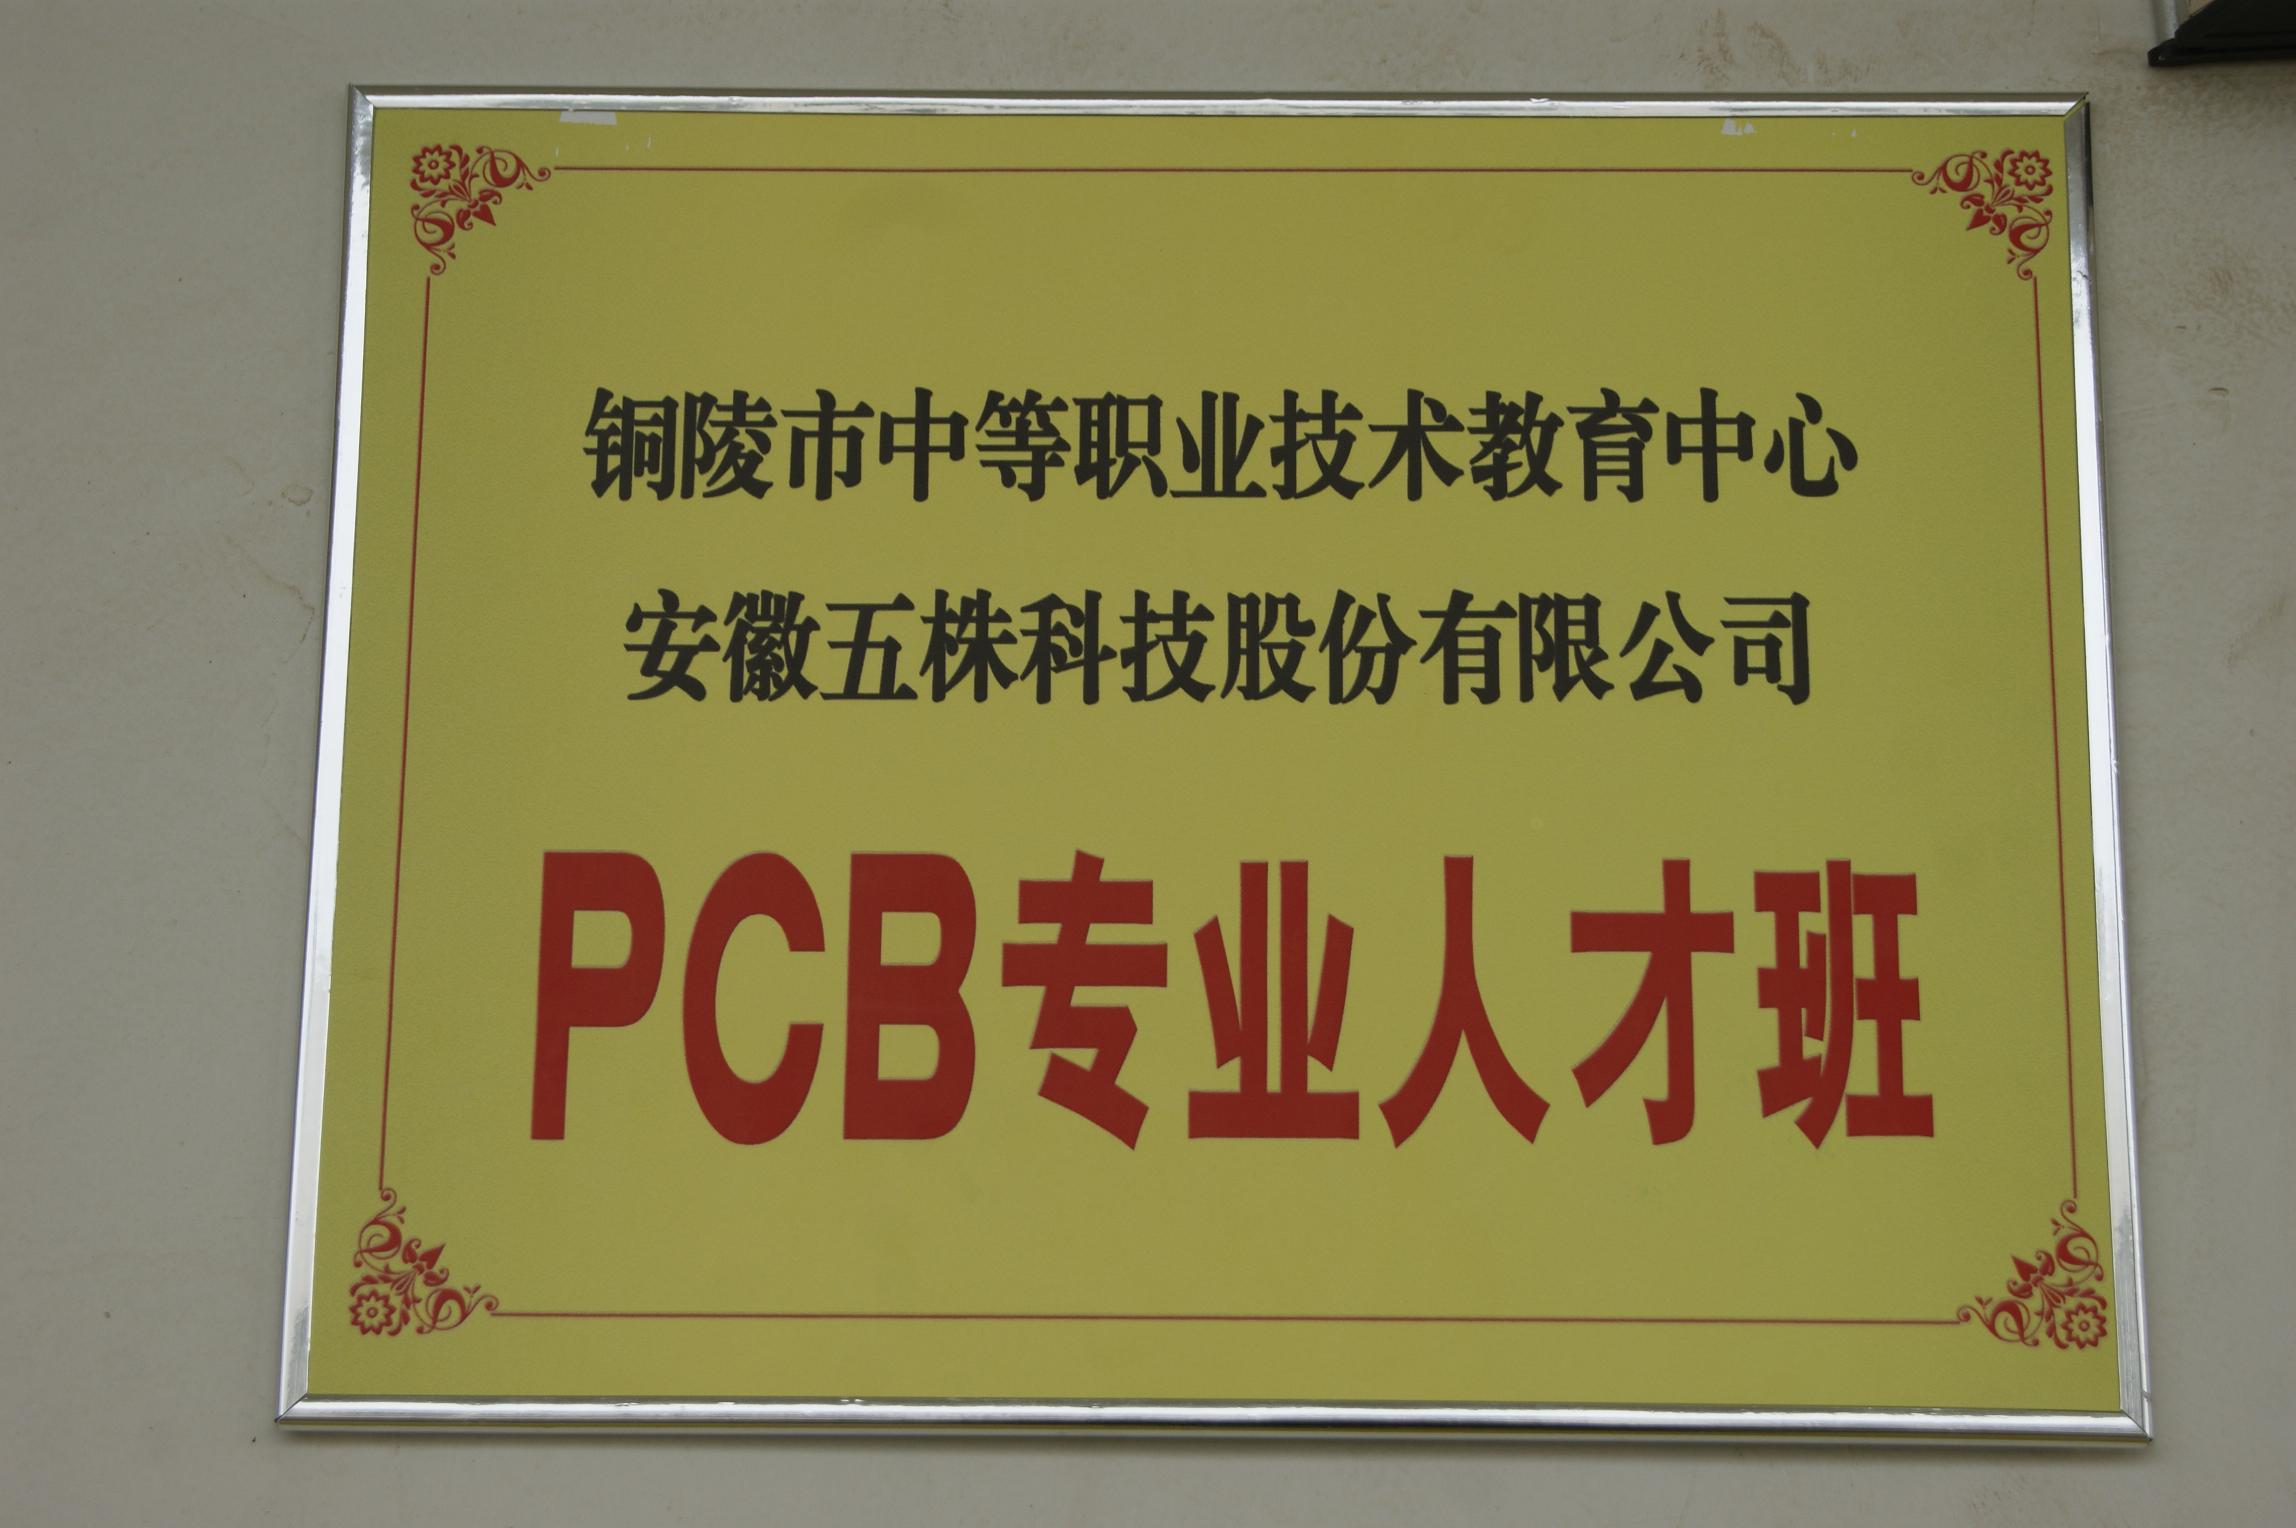 铜陵市中等职业技术教育中心
安徽五株科技股份有限公司
PCB专业人才班